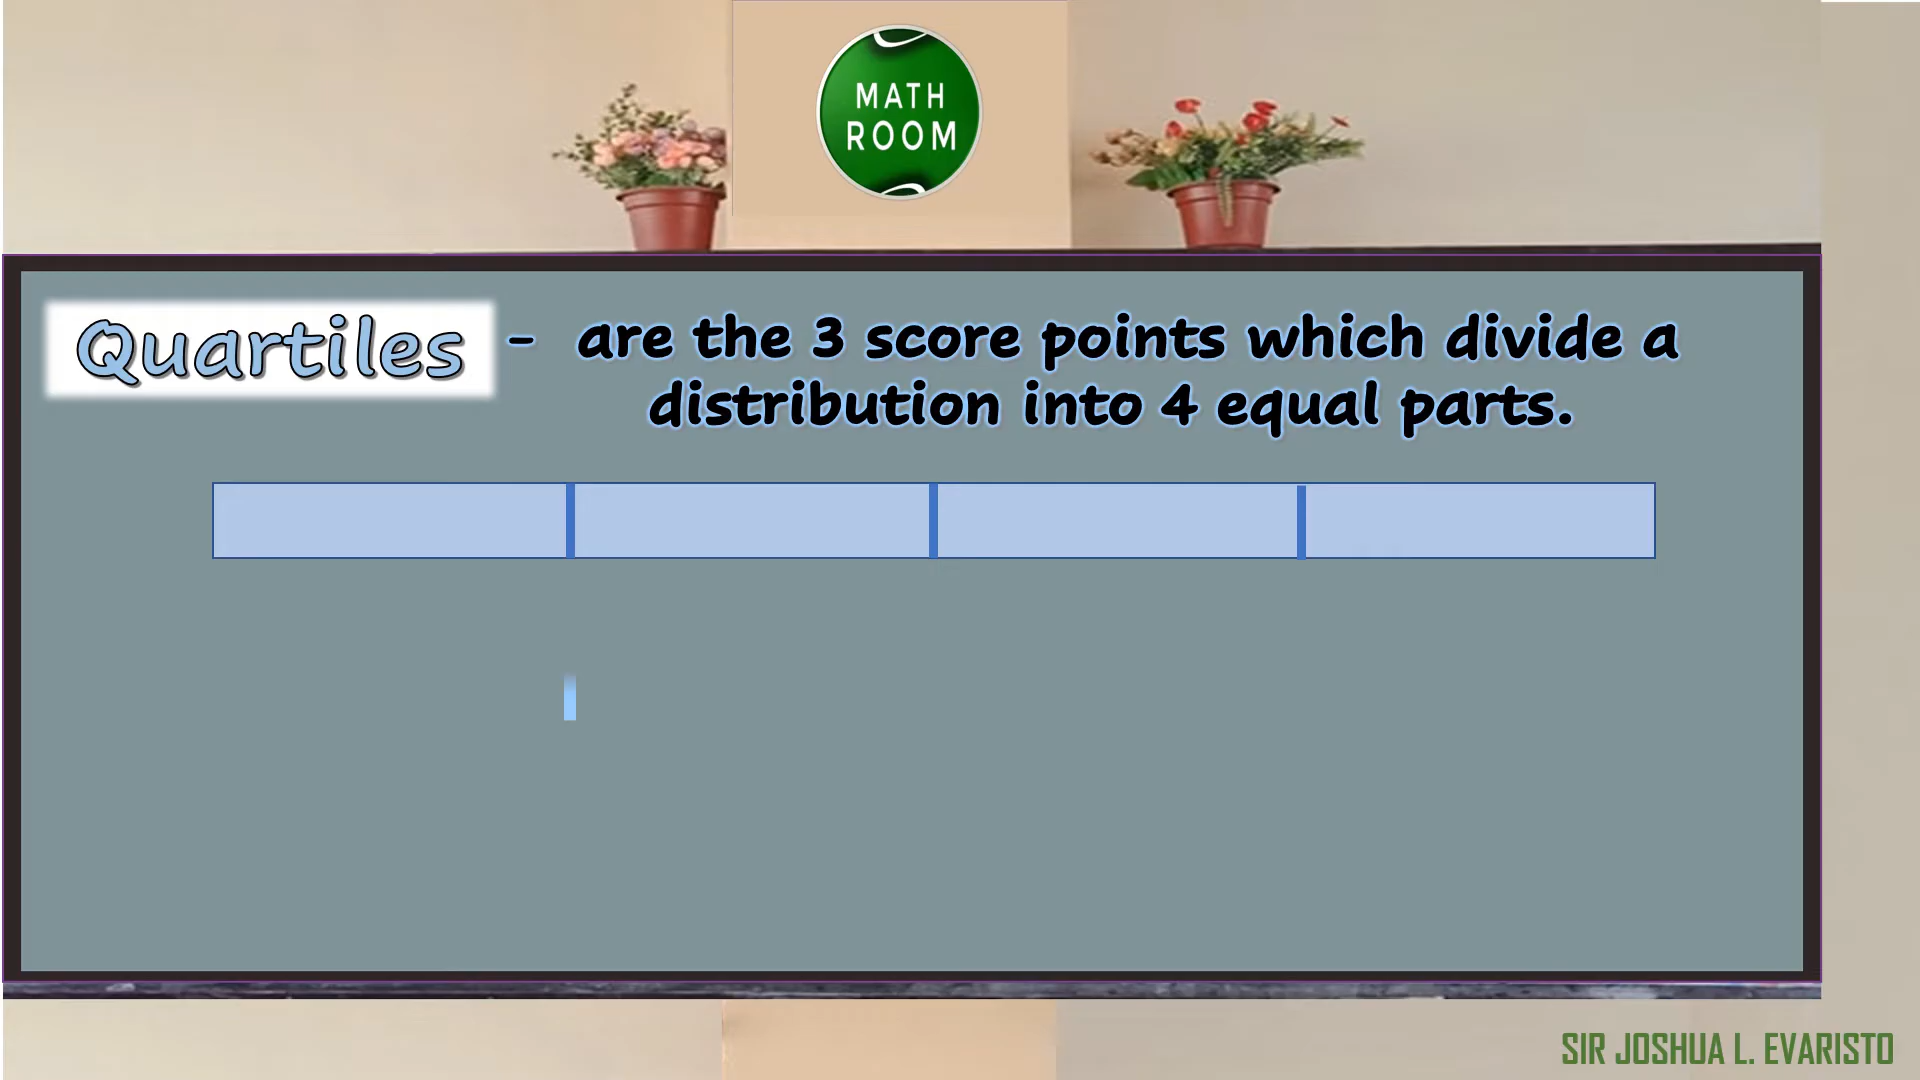 MATH
ROOM
Quartiles - are the 3 score points which divide a
distribution into 4 equal parts.
SIR JOSHUA L. EVARISTO